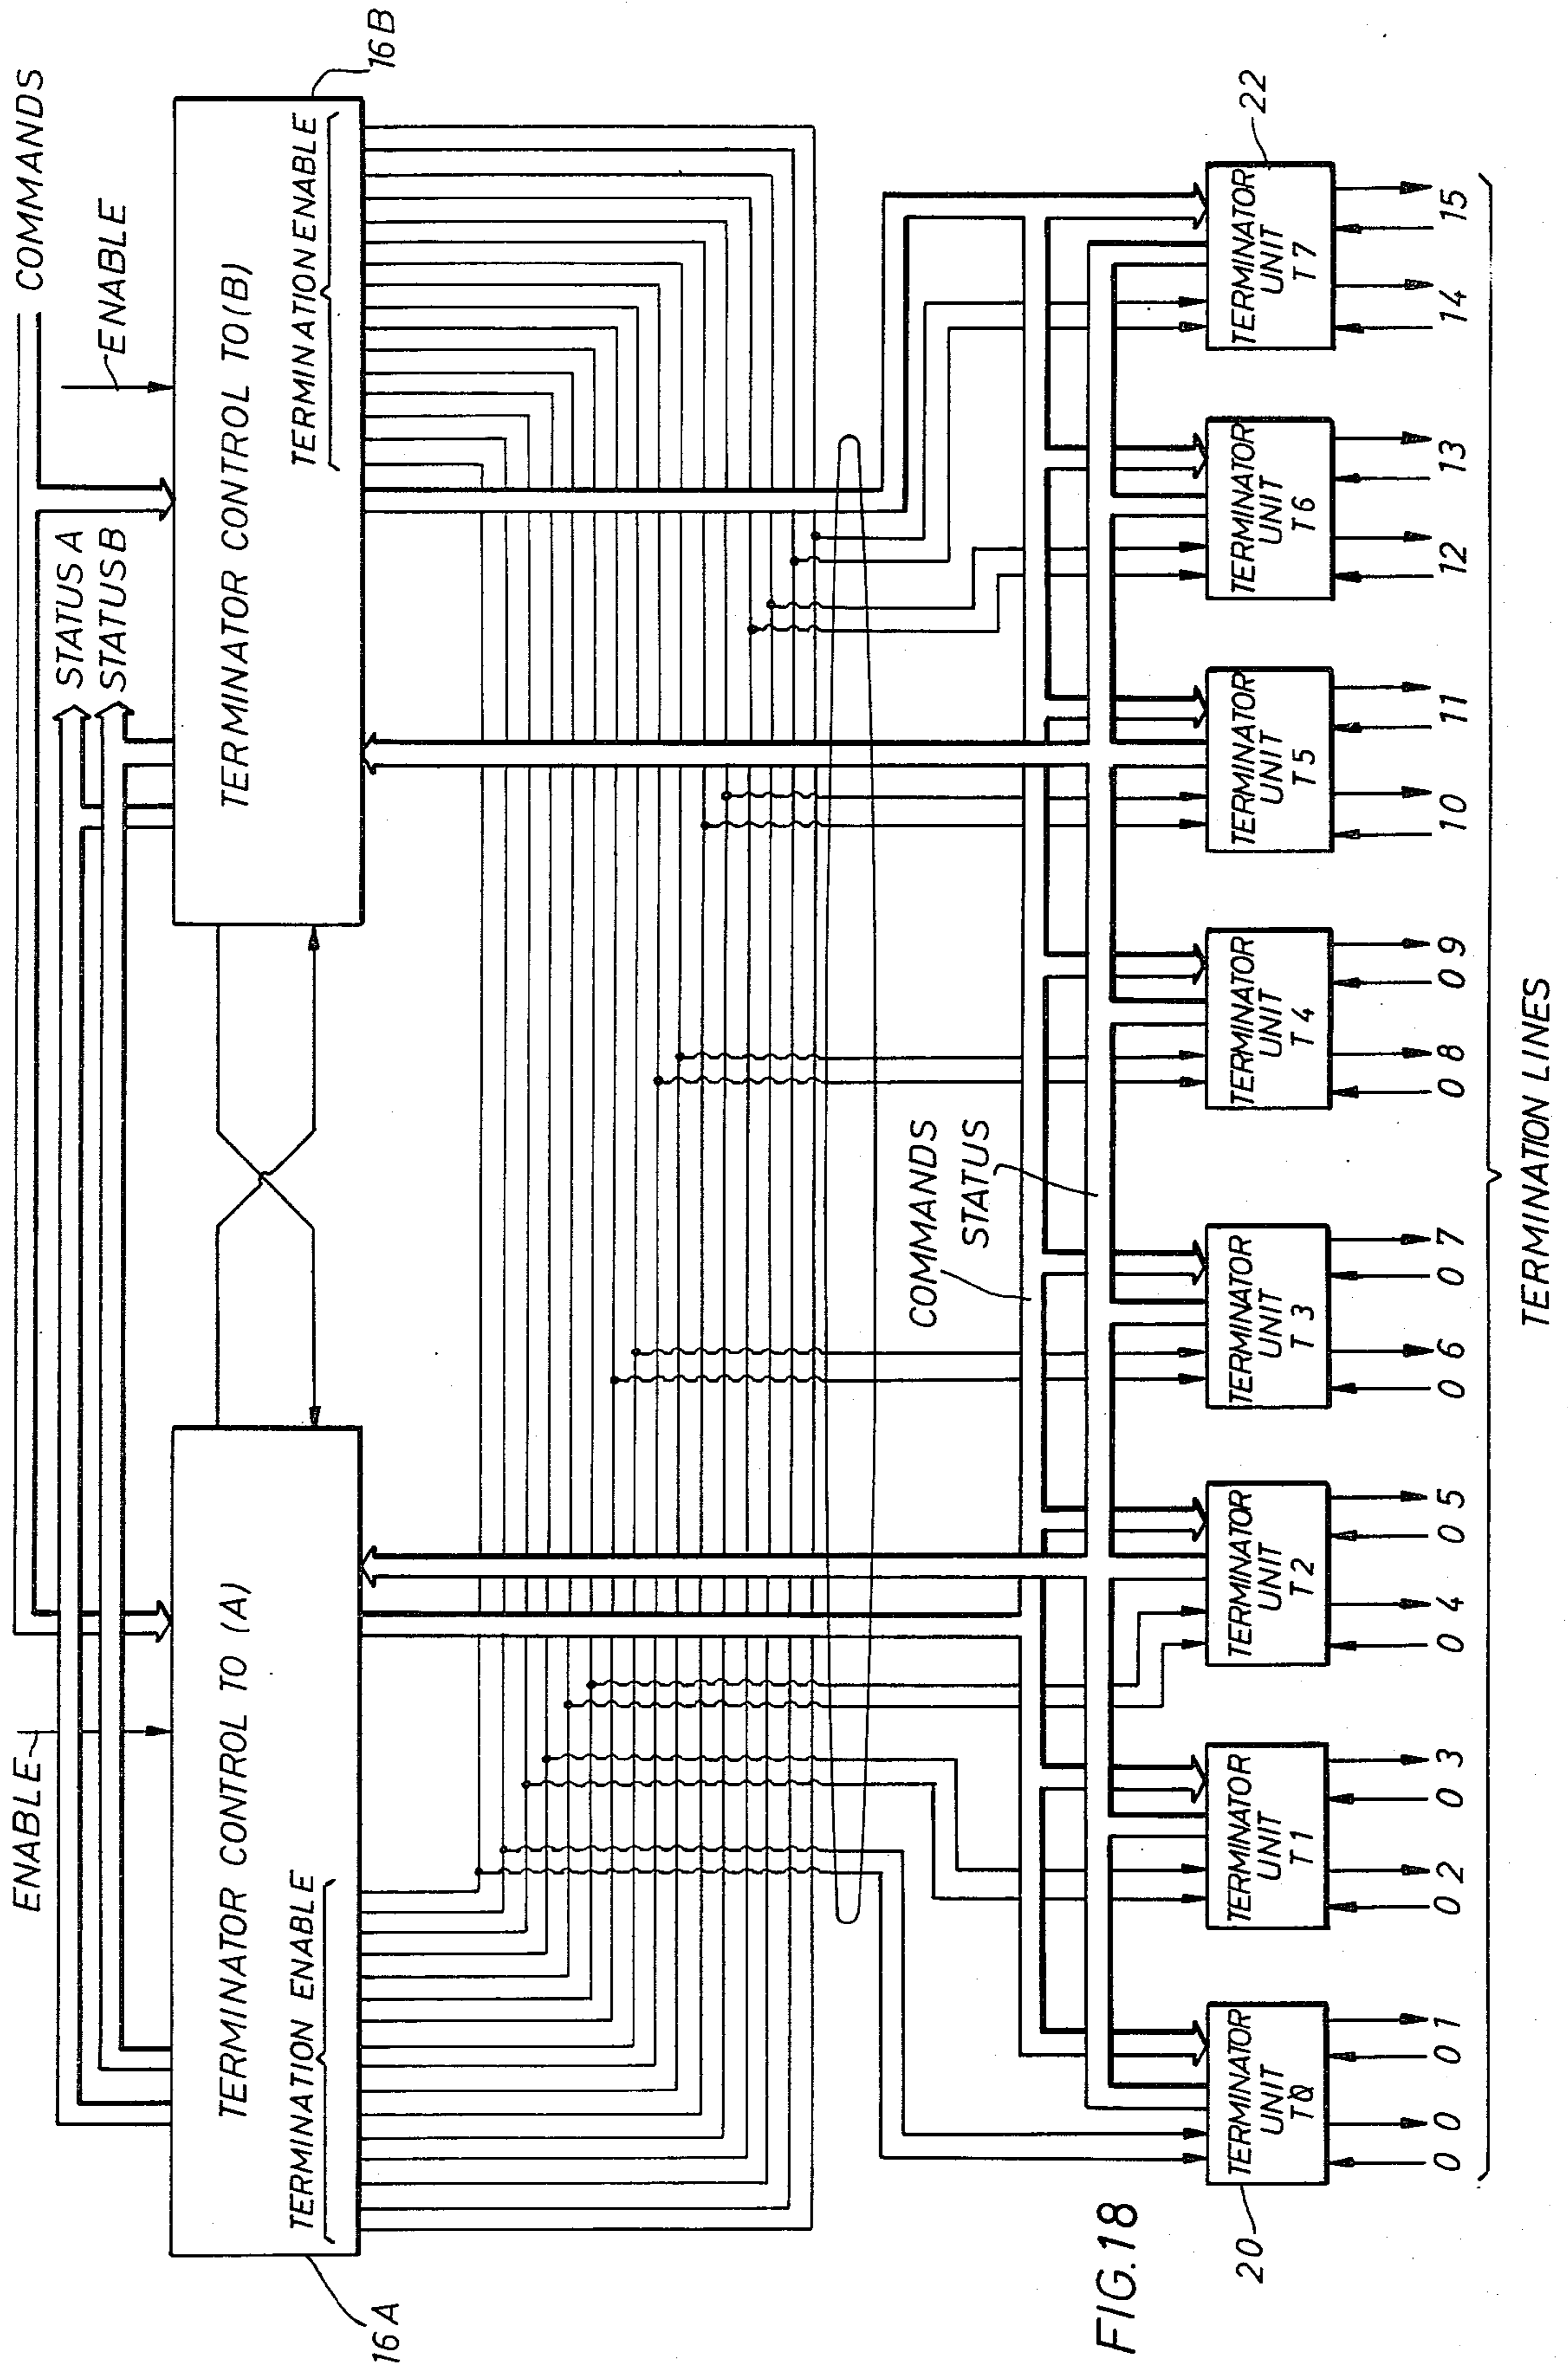 COMMANDS
ENABLE
STATUS A
STATUS B
ENABLE
16A
TERMINATOR CONTROL TO (A)
TERMINATION ENABLE
16B
TERMINATOR CONTROL TO (B)
TERMINATION ENABLE
COMMANDS
STATUS
20
TERMINATOR
UNIT
T0
TERMINATOR
UNIT
T1
TERMINATOR
UNIT
T2
TERMINATOR
UNIT
T3
TERMINATOR
UNIT
T4
TERMINATOR
UNIT
T5
TERMINATOR
UNIT
T6
TERMINATOR
UNIT
T7
22
00 01 02 03 04 05 06 07 08 09 10 11 12 13 14 15
TERMINATION LINES
FIG.18